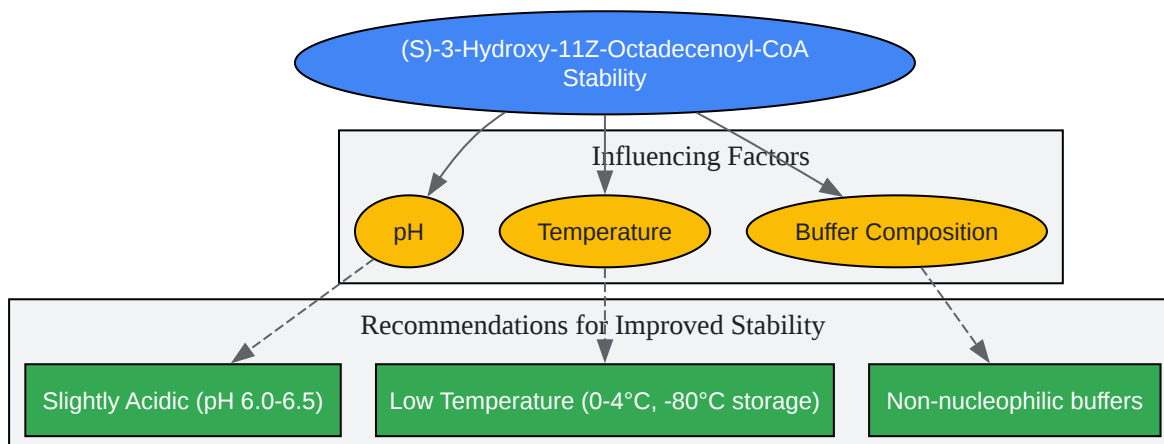 (S)-3-Hydroxy-11Z-Octadecenoyl-CoA
Stability
Influencing Factors
pH
Temperature
Buffer Composition
Recommendations for Improved Stability
Slightly Acidic (pH 6.0-6.5)
Low Temperature (0-4°C, -80°C storage)
Non-nucleophilic buffers